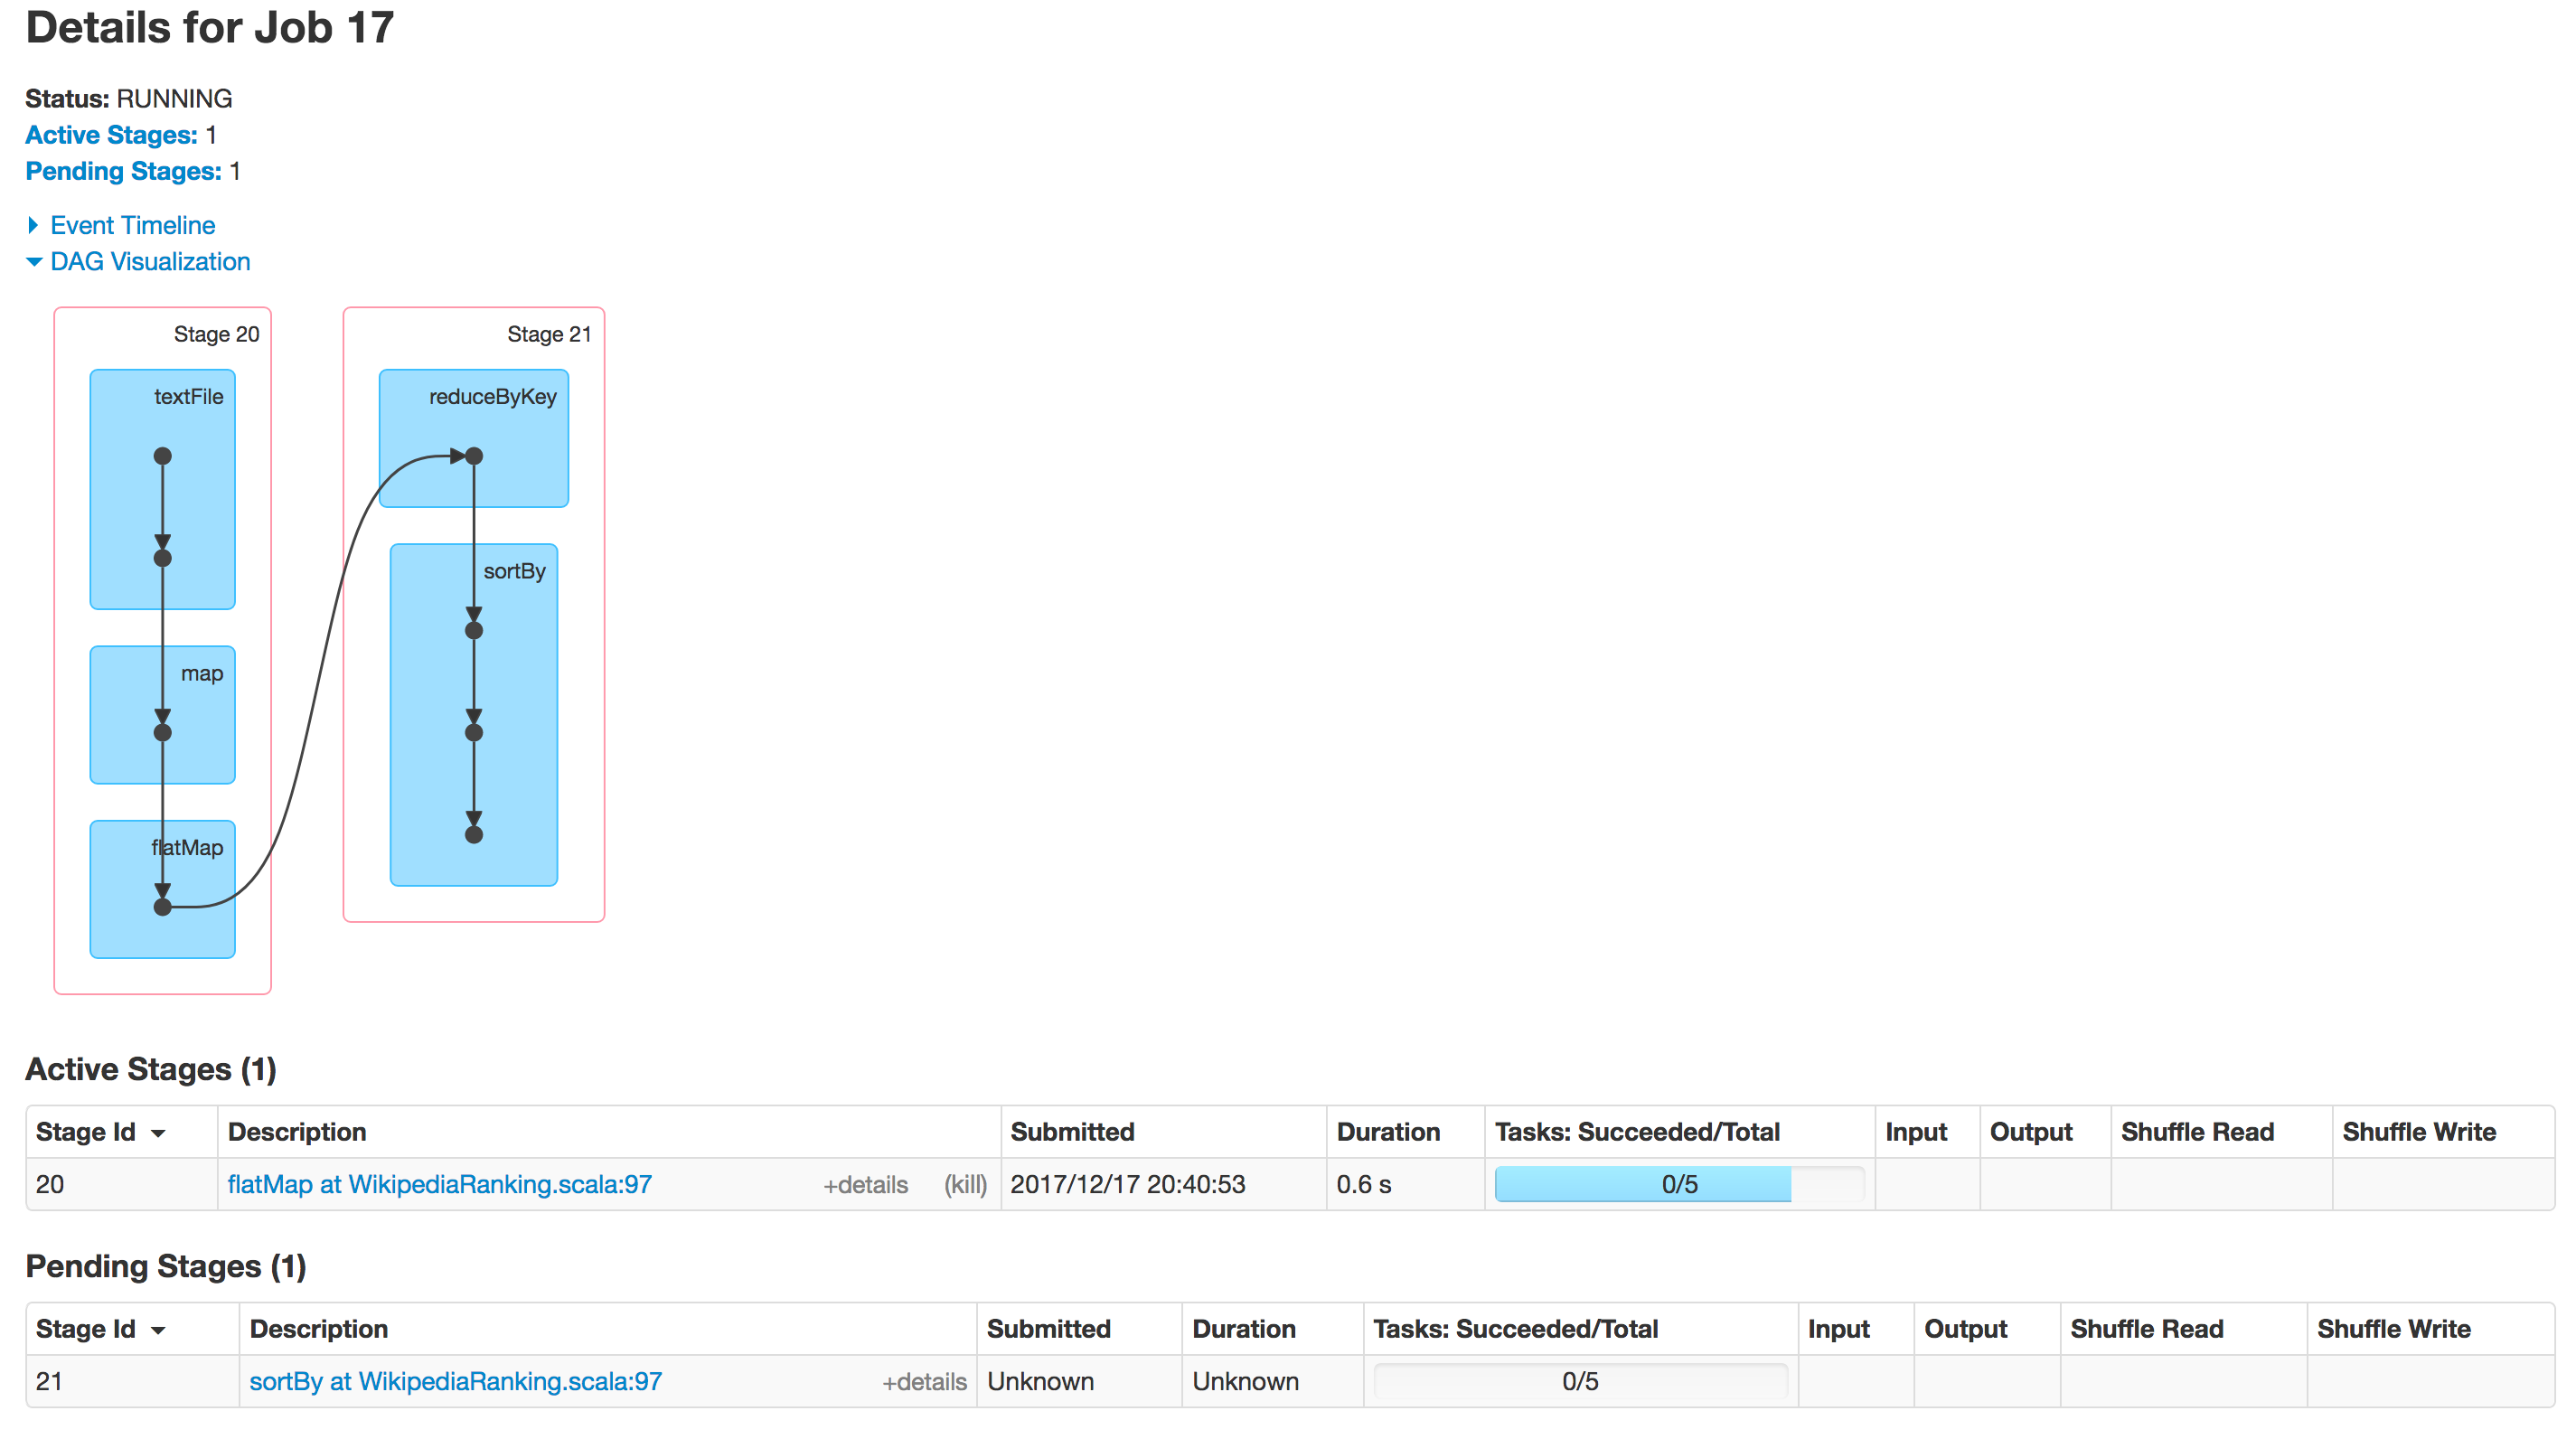 Details for Job 17
Status: RUNNING
Active Stages: 1
Pending Stages: 1
Event Timeline
DAG Visualization
Stage 20
textFile
map
flatMap
Stage 21
reduceByKey
sortBy
Active Stages (1)
Stage Id Description Submitted Duration Tasks: Succeeded/Total Input Output Shuffle Read Shuffle Write
20 flatMap at WikipediaRanking.scala:97 +details (kill) 2017/12/17 20:40:53 0.6 s 0/5
Pending Stages (1)
Stage Id Description Submitted Duration Tasks: Succeeded/Total Input Output Shuffle Read Shuffle Write
21 sortBy at WikipediaRanking.scala:97 +details Unknown Unknown 0/5